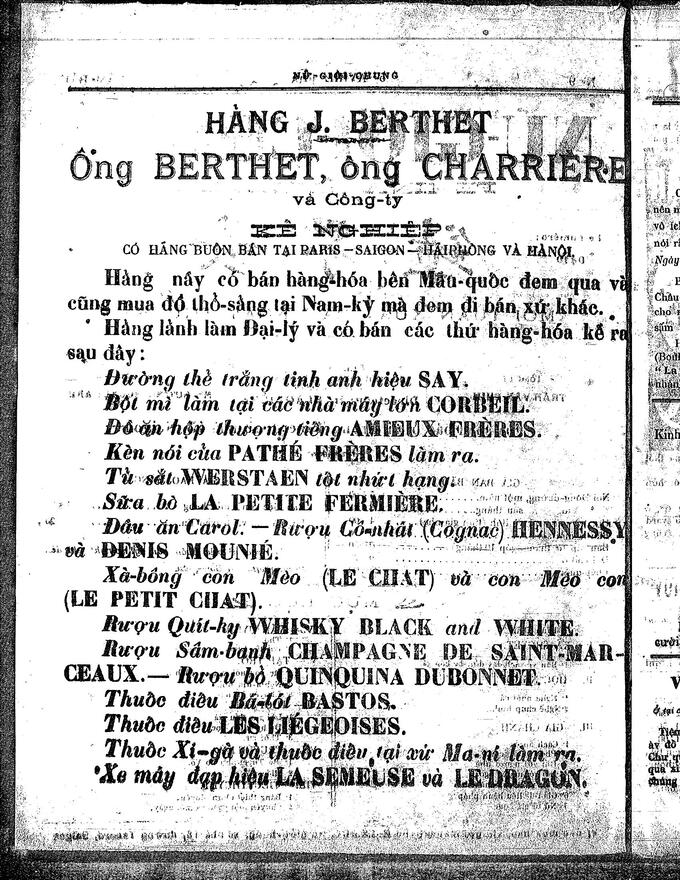 NỮ-GIỚI-CHUNG
HÀNG J. BERTHET
Ông BERTHET, ông CHARRIÈRE
và Công-ty
KẾ NGHIỆP
CÓ HÀNG BUÔN BÁN TẠI PARIS – SAIGON – HẢIPHÒNG VÀ HÀNỘI.
Hàng nầy có bán hàng-hóa bên Mẫu-quốc đem qua và
cũng mua đồ thổ-sảng tại Nam-kỳ mà đem đi bán xứ khác.
Hàng lảnh làm Đại-lý và có bán các thứ hàng-hóa kể ra
sau đây:
Đường thẻ trắng tinh anh hiệu SAY.
Bột mì làm tại các nhà máy lớn CORBEIL.
Đồ ăn hộp thượng tiếng AMIEUX FRÈRES.
Kèn nói của PATHÉ FRÈRES làm ra.
Tủ sắt WERSTAEN tốt nhứt hạng.
Sữa bò LA PETITE FERMIÈRE.
Dầu ăn Carol. — Rượu Cỏ-nhát (Cognac) HENNESSY
và DENIS MOUNIÉ.
Xà-bông con Mèo (LE CHAT) và con Mèo con
(LE PETIT CHAT).
Rượu Quít-ky WHISKY BLACK and WHITE.
Rượu Sâm-banh CHAMPAGNE DE SAINT-MAR-
CEAUX. — Rượu bổ QUINQUINA DUBONNET.
Thuốc điếu Bá-tốt BASTOS.
Thuốc điếu LES LIÉGEOISES.
Thuốc Xì-gà và thuốc điếu tại xứ Ma-ní làm ra.
Xe máy đạp hiệu LA SEMEUSE và LE DRAGON.